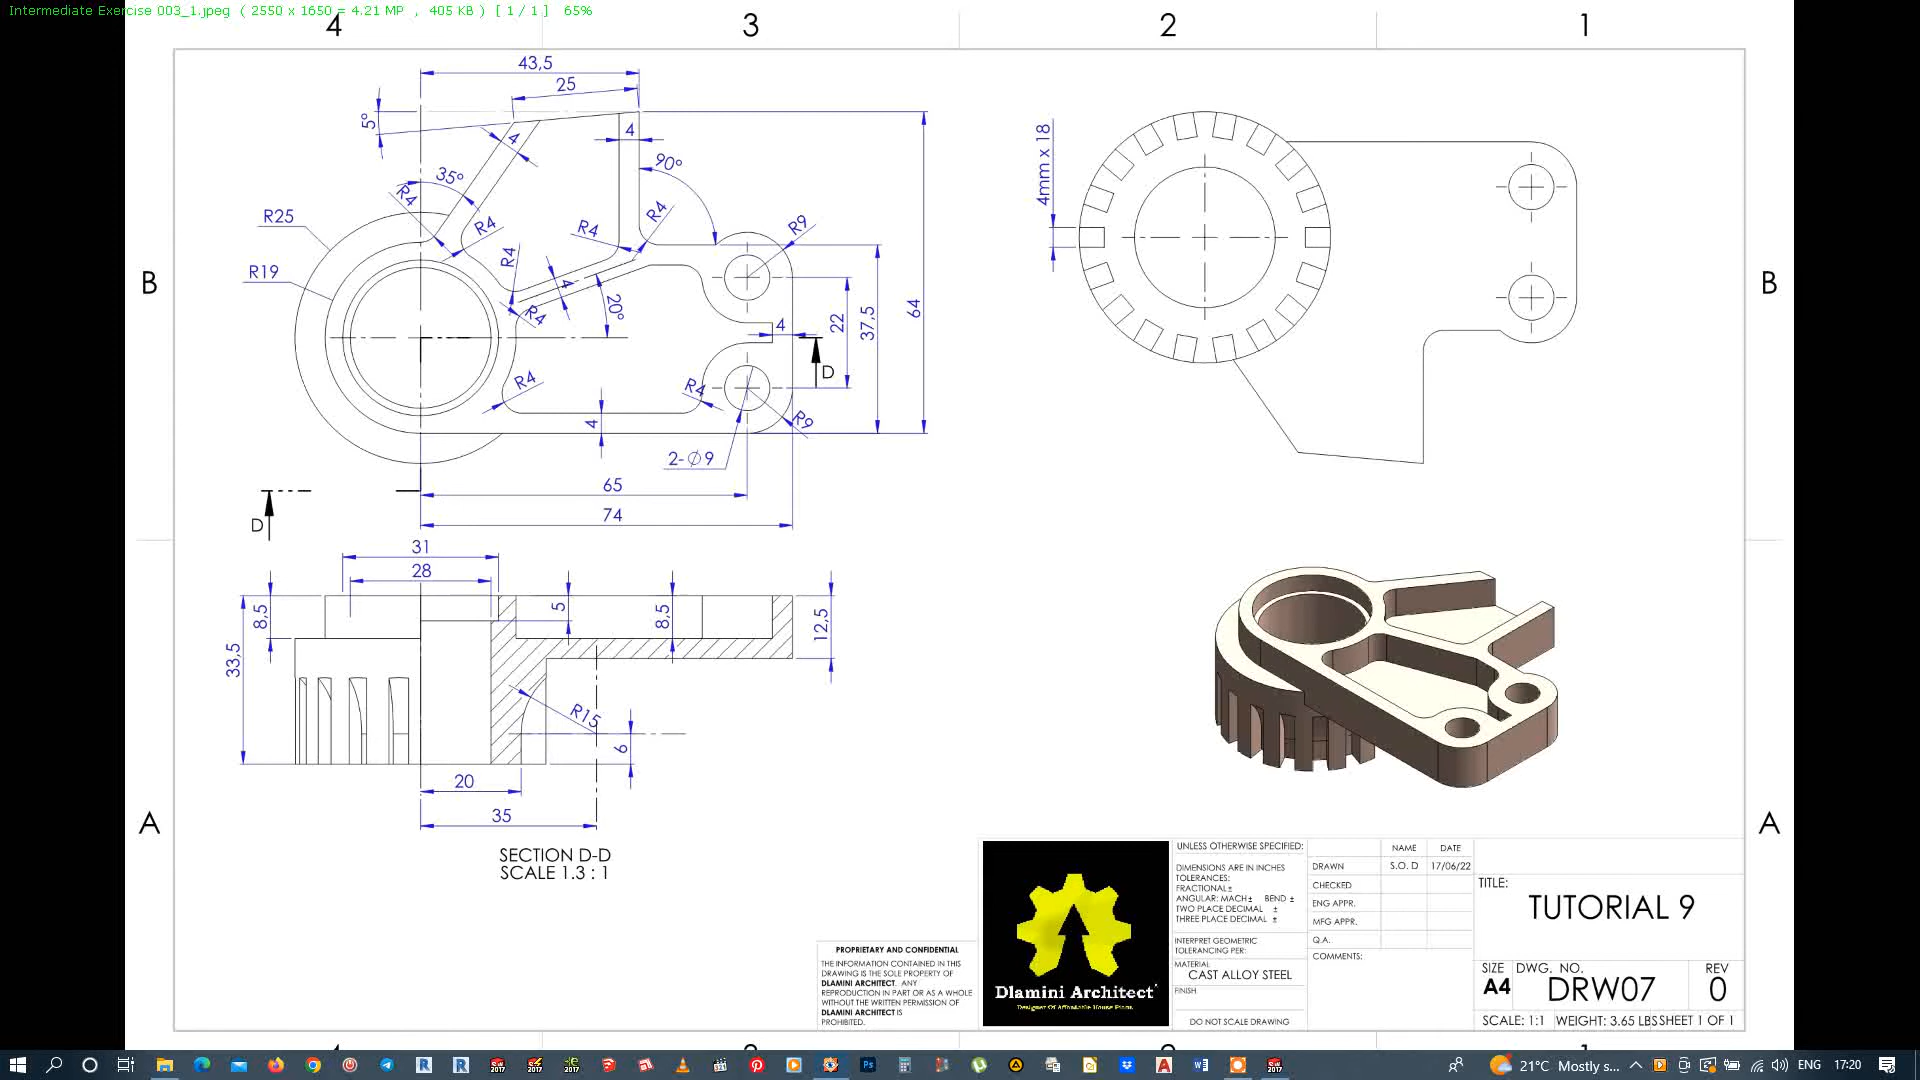 Intermediate Exercise 003_1.jpeg ( 2550 x 1650 = 4.21 MP , 405 KB ) [ 1 / 1 ] 65%
4 3 2 1
43,5
25
5°
4
4
35°
90°
R4
R4
R4
R4
R4
R9
R25
R19
4
20°
R4
4
22
37,5
64
D
R4
R4
R9
4
2-∅9
65
74
D
B
B
4mm x 18
31
28
8,5
33,5
5
8,5
12,5
R15
6
20
35
A
A
SECTION D-D
SCALE 1.3 : 1
PROPRIETARY AND CONFIDENTIAL
THE INFORMATION CONTAINED IN THIS
DRAWING IS THE SOLE PROPERTY OF
DLAMINI ARCHITECT. ANY
REPRODUCTION IN PART OR AS A WHOLE
WITHOUT THE WRITTEN PERMISSION OF
DLAMINI ARCHITECT IS
PROHIBITED.
Dlamini Architect
Designer Of Affordable House Plans
UNLESS OTHERWISE SPECIFIED:
DIMENSIONS ARE IN INCHES
TOLERANCES:
FRACTIONAL±
ANGULAR: MACH± BEND ±
TWO PLACE DECIMAL ±
THREE PLACE DECIMAL ±
INTERPRET GEOMETRIC
TOLERANCING PER:
MATERIAL
CAST ALLOY STEEL
FINISH
DO NOT SCALE DRAWING
NAME DATE
DRAWN S.O. D 17/06/22
CHECKED
ENG APPR.
MFG APPR.
Q.A.
COMMENTS:
TITLE:
TUTORIAL 9
SIZE DWG. NO. REV
A4 DRW07 0
SCALE: 1:1 WEIGHT: 3.65 LBS SHEET 1 OF 1
21°C Mostly s... ENG 17:20